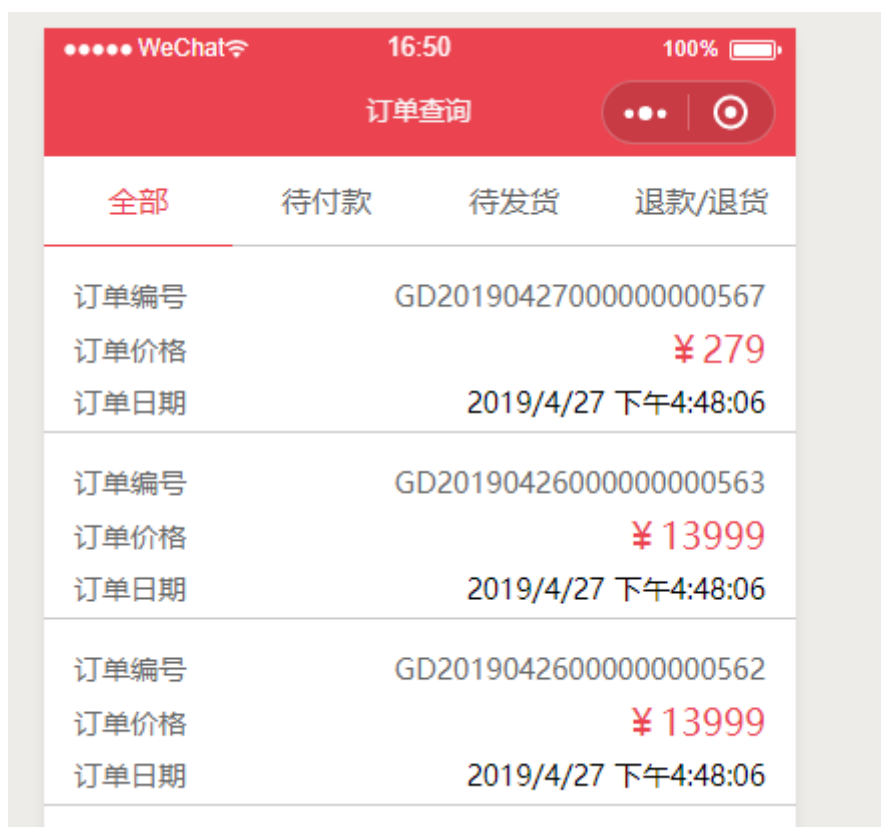 WeChat 16:50 100%
订单查询
全部 待付款 待发货 退款/退货
订单编号 GD20190427000000000567
订单价格 ¥279
订单日期 2019/4/27 下午4:48:06
订单编号 GD20190426000000000563
订单价格 ¥13999
订单日期 2019/4/27 下午4:48:06
订单编号 GD20190426000000000562
订单价格 ¥13999
订单日期 2019/4/27 下午4:48:06